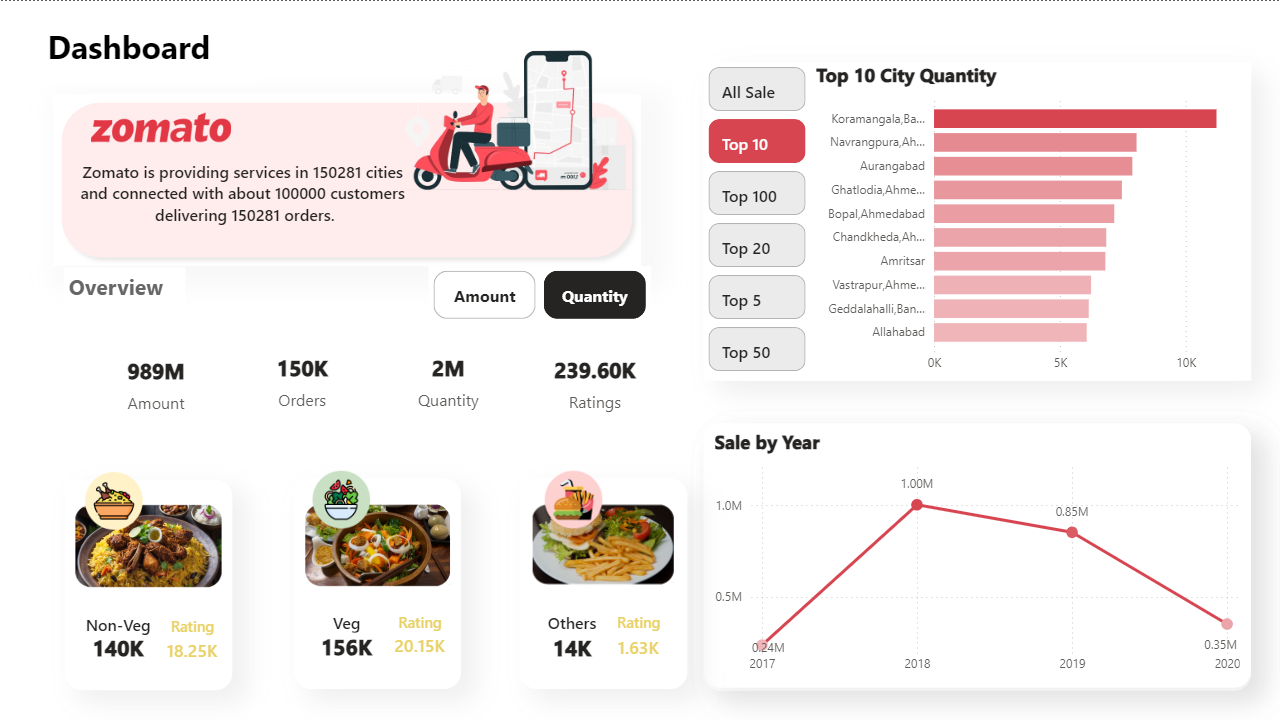 Dashboard
zomato
Zomato is providing services in 150281 cities
and connected with about 100000 customers
delivering 150281 orders.
Overview
Amount
Quantity
989M
Amount
150K
Orders
2M
Quantity
239.60K
Ratings
Non-Veg
140K
Rating
18.25K
Veg
156K
Rating
20.15K
Others
14K
Rating
1.63K
All Sale
Top 10
Top 100
Top 20
Top 5
Top 50
Top 10 City Quantity
Koramangala,Ba...
Navrangpura,Ah...
Aurangabad
Ghatlodia,Ahme...
Bopal,Ahmedabad
Chandkheda,Ah...
Amritsar
Vastrapur,Ahme...
Geddalahalli,Ban...
Allahabad
0K 5K 10K
Sale by Year
1.0M
0.5M
1.00M
0.85M
0.24M
0.35M
2017 2018 2019 2020